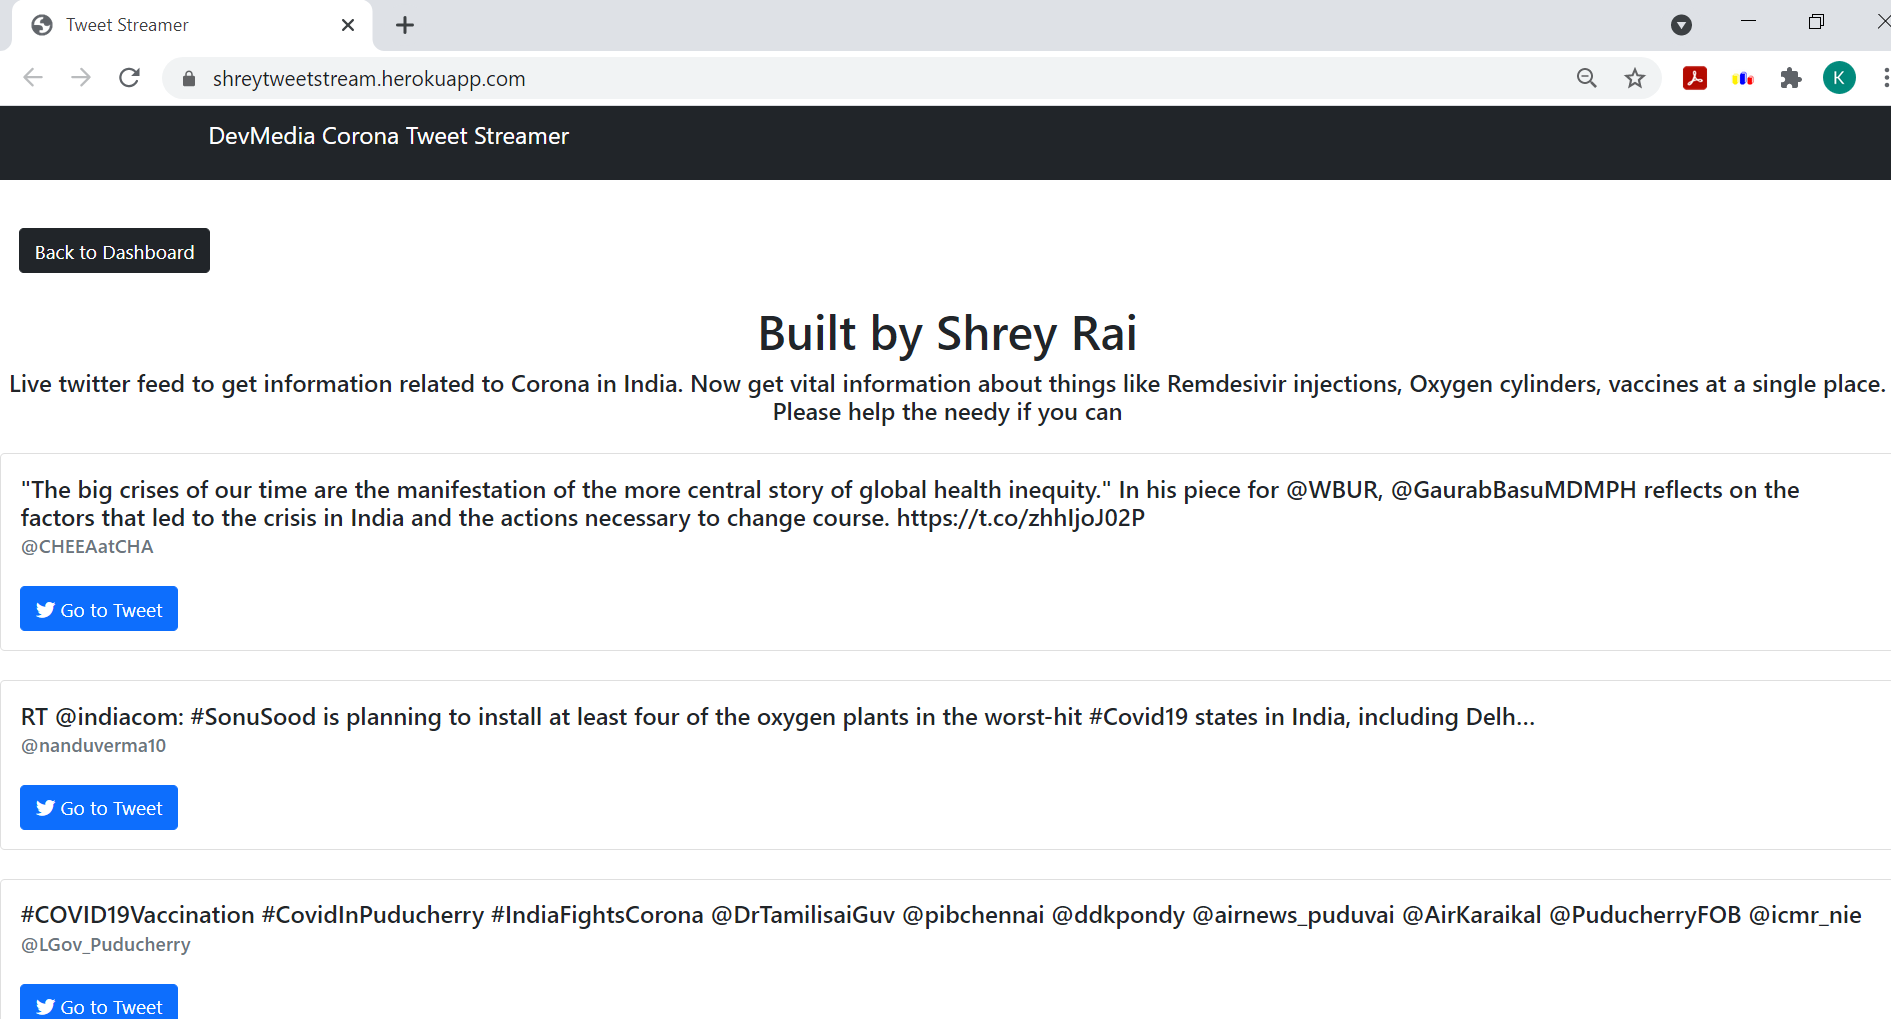 Tweet Streamer
shreytweetstream.herokuapp.com
K
DevMedia Corona Tweet Streamer
Back to Dashboard
Built by Shrey Rai
Live twitter feed to get information related to Corona in India. Now get vital information about things like Remdesivir injections, Oxygen cylinders, vaccines at a single place.
Please help the needy if you can
"The big crises of our time are the manifestation of the more central story of global health inequity." In his piece for @WBUR, @GaurabBasuMDMPH reflects on the
factors that led to the crisis in India and the actions necessary to change course. https://t.co/zhhIjoJ02P
@CHEEAatCHA
Go to Tweet
RT @indiacom: #SonuSood is planning to install at least four of the oxygen plants in the worst-hit #Covid19 states in India, including Delh…
@nanduverma10
Go to Tweet
#COVID19Vaccination #CovidInPuducherry #IndiaFightsCorona @DrTamilisaiGuv @pibchennai @ddkpondy @airnews_puduvai @AirKaraikal @PuducherryFOB @icmr_nie
@LGov_Puducherry
Go to Tweet